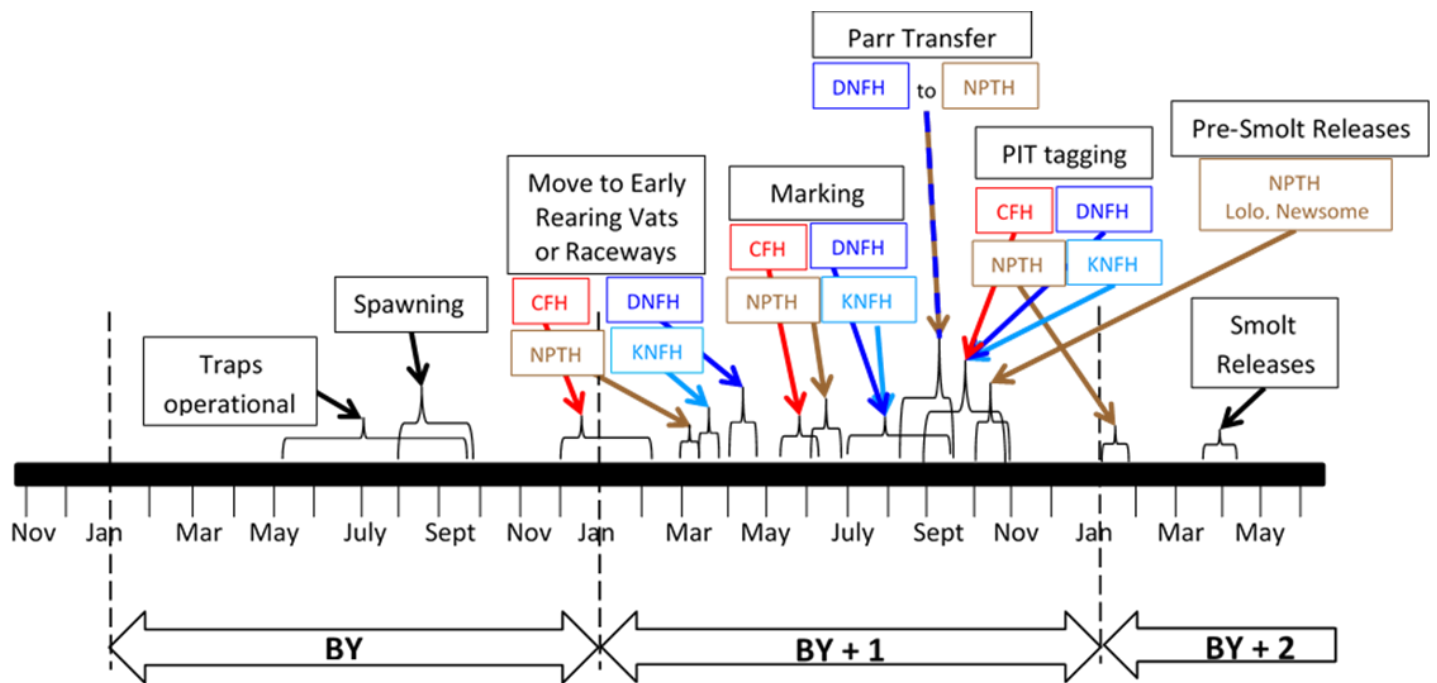 Parr Transfer
DNFH to NPTH
Pre-Smolt Releases
NPTH
Lolo, Newsome
PIT tagging
CFH DNFH
NPTH KNFH
Move to Early
Rearing Vats
or Raceways
CFH DNFH
NPTH KNFH
Marking
CFH DNFH
NPTH KNFH
Spawning
Traps
operational
Smolt
Releases
Nov Jan Mar May July Sept Nov Jan Mar May July Sept Nov Jan Mar May
BY BY + 1 BY + 2